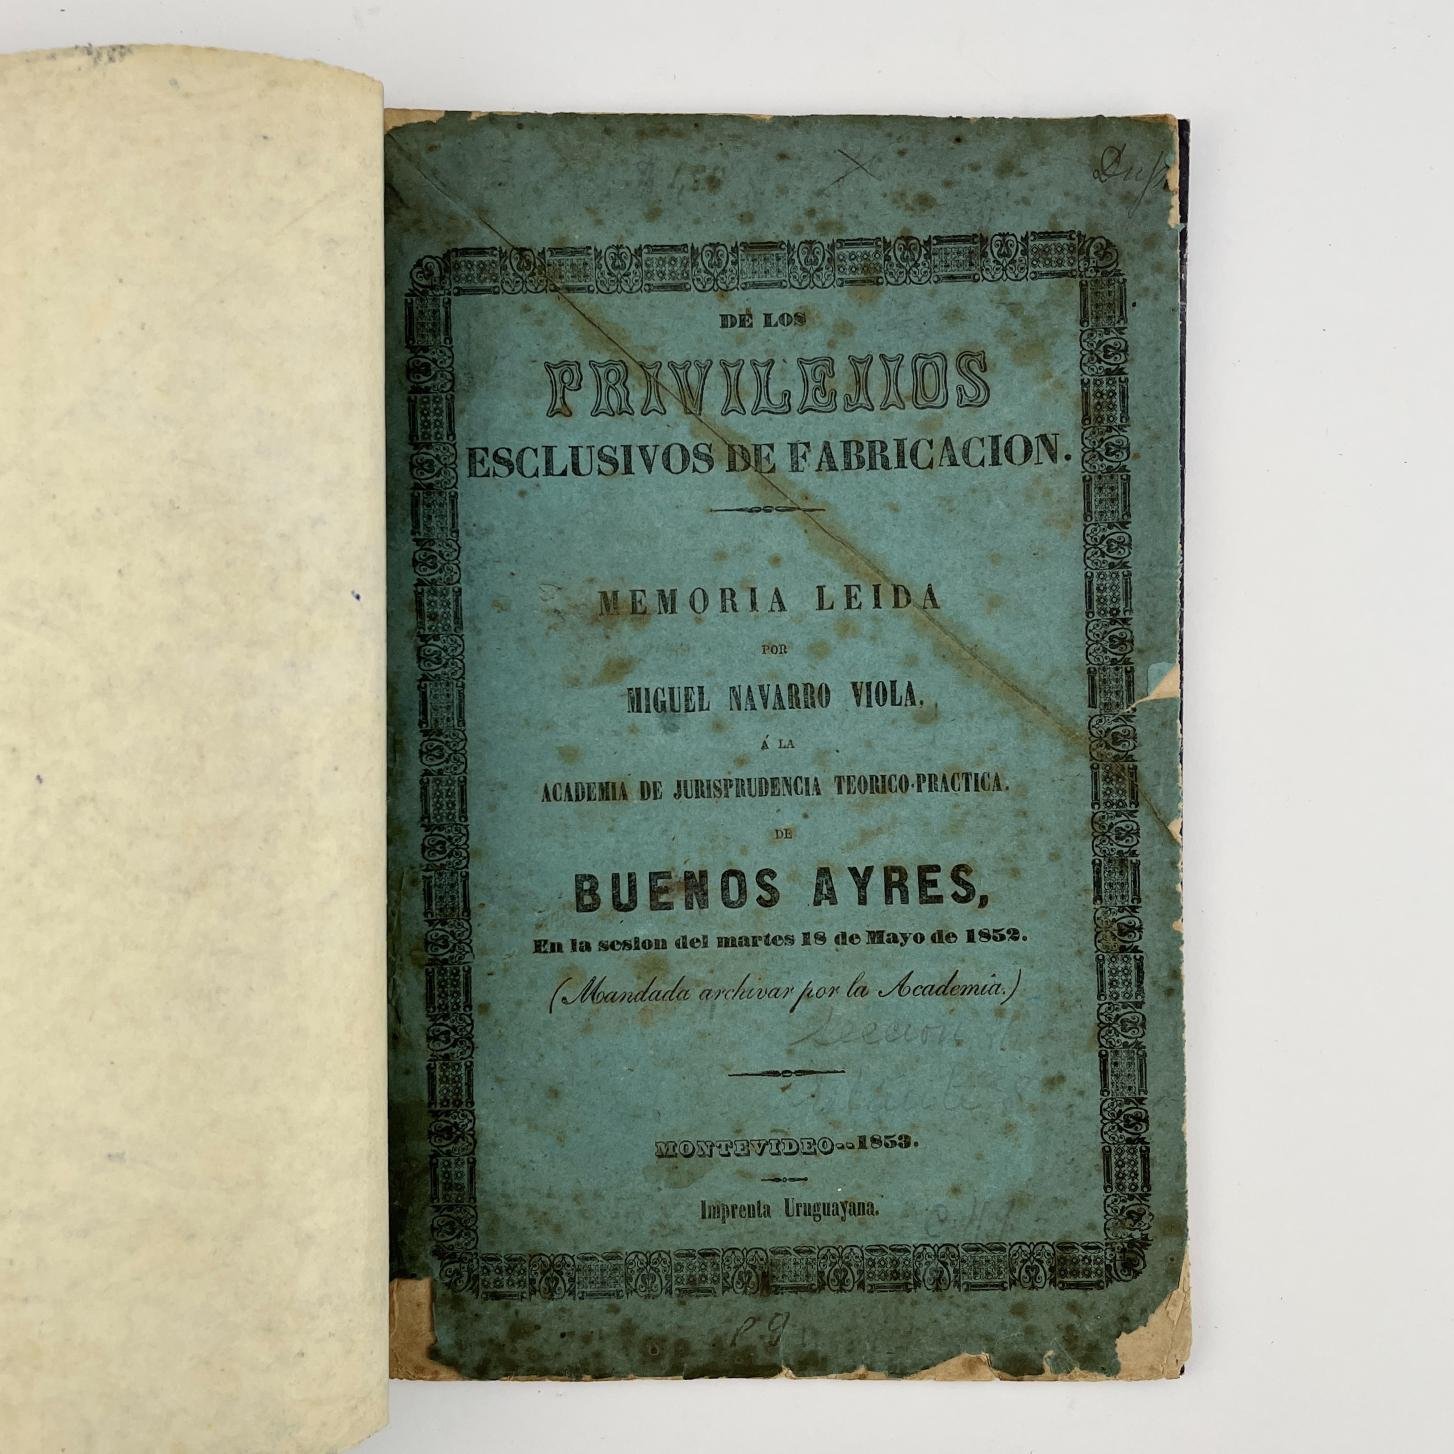 DE LOS
PRIVILEJIOS
ESCLUSIVOS DE FABRICACION.
MEMORIA LEIDA
POR
MIGUEL NAVARRO VIOLA,
Á LA
ACADEMIA DE JURISPRUDENCIA TEORICO-PRACTICA.
DE
BUENOS AYRES,
En la sesion del martes 18 de Mayo de 1852.
(Mandada archivar por la Academia.)
Seccion
MONTEVIDEO--1853.
Imprenta Uruguayana.